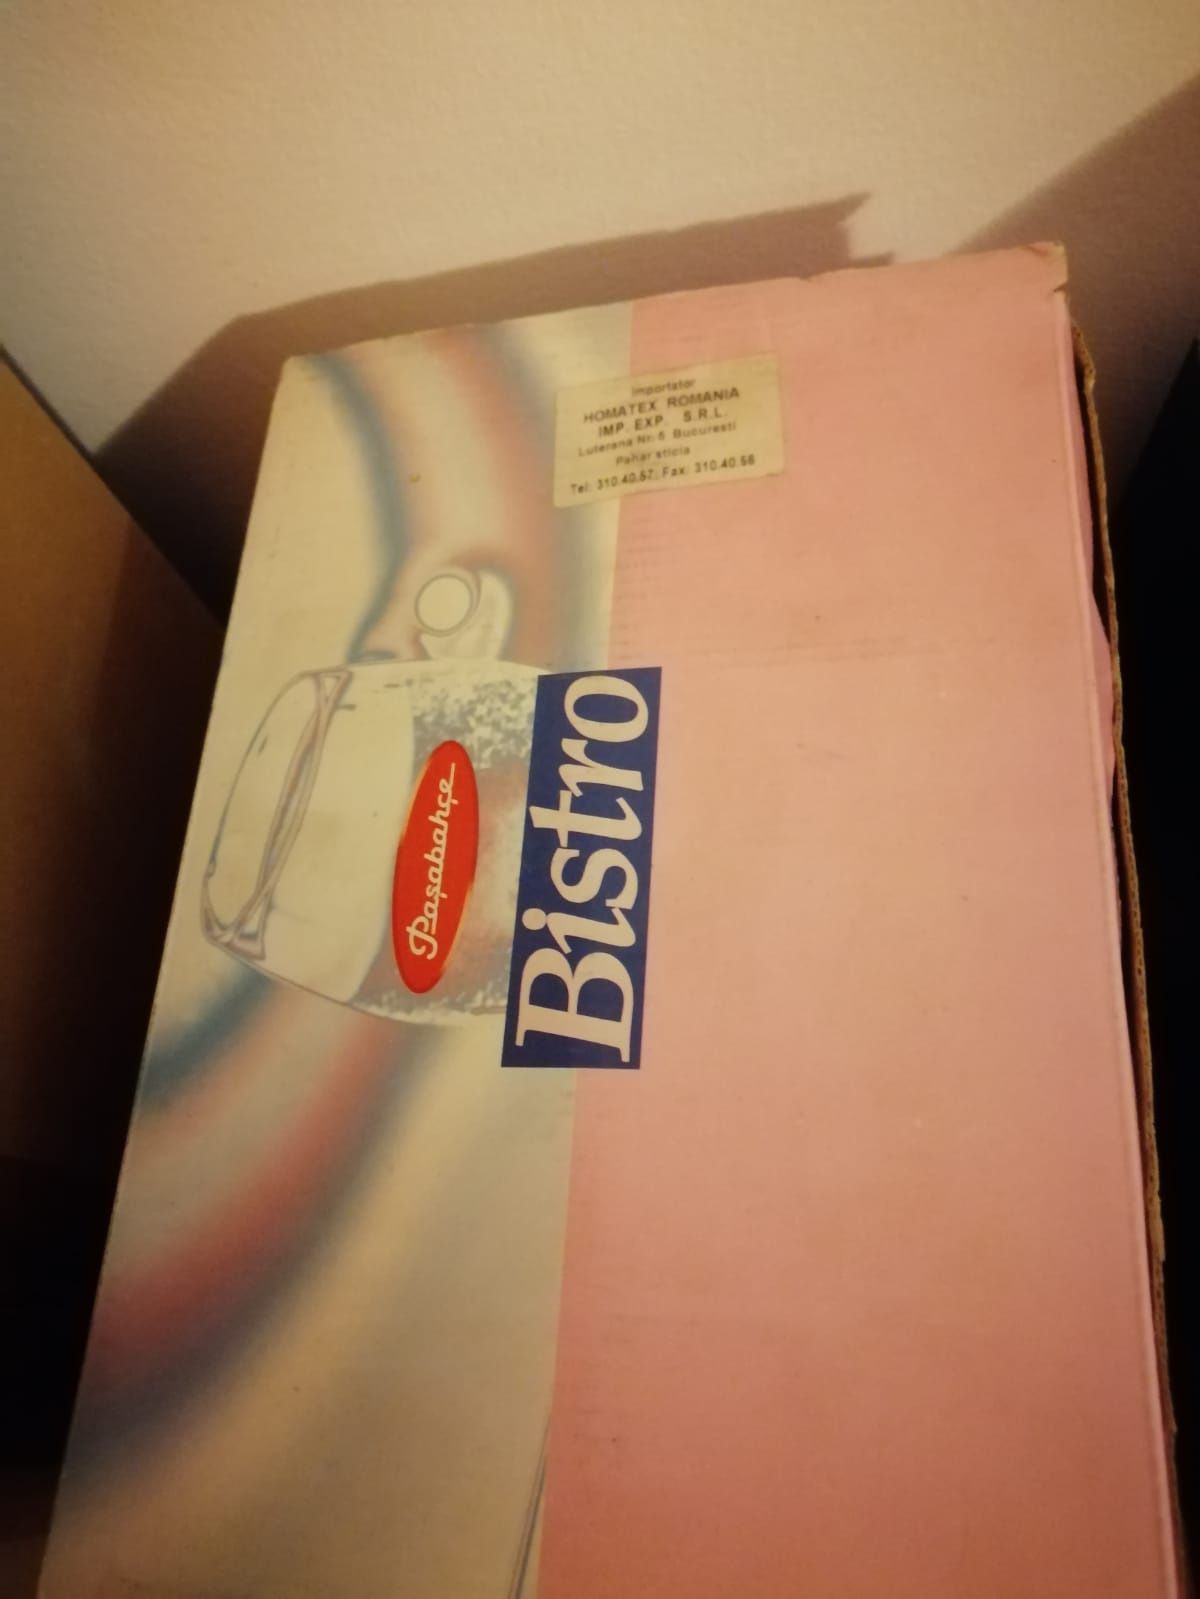 Importator
HOMATEX ROMANIA
IMP. EXP. S.R.L.
Luterana Nr. 6 Bucuresti
Pahar sticla
Tel: 310.40.57; Fax: 310.40.56
Paşabahçe
Bistro